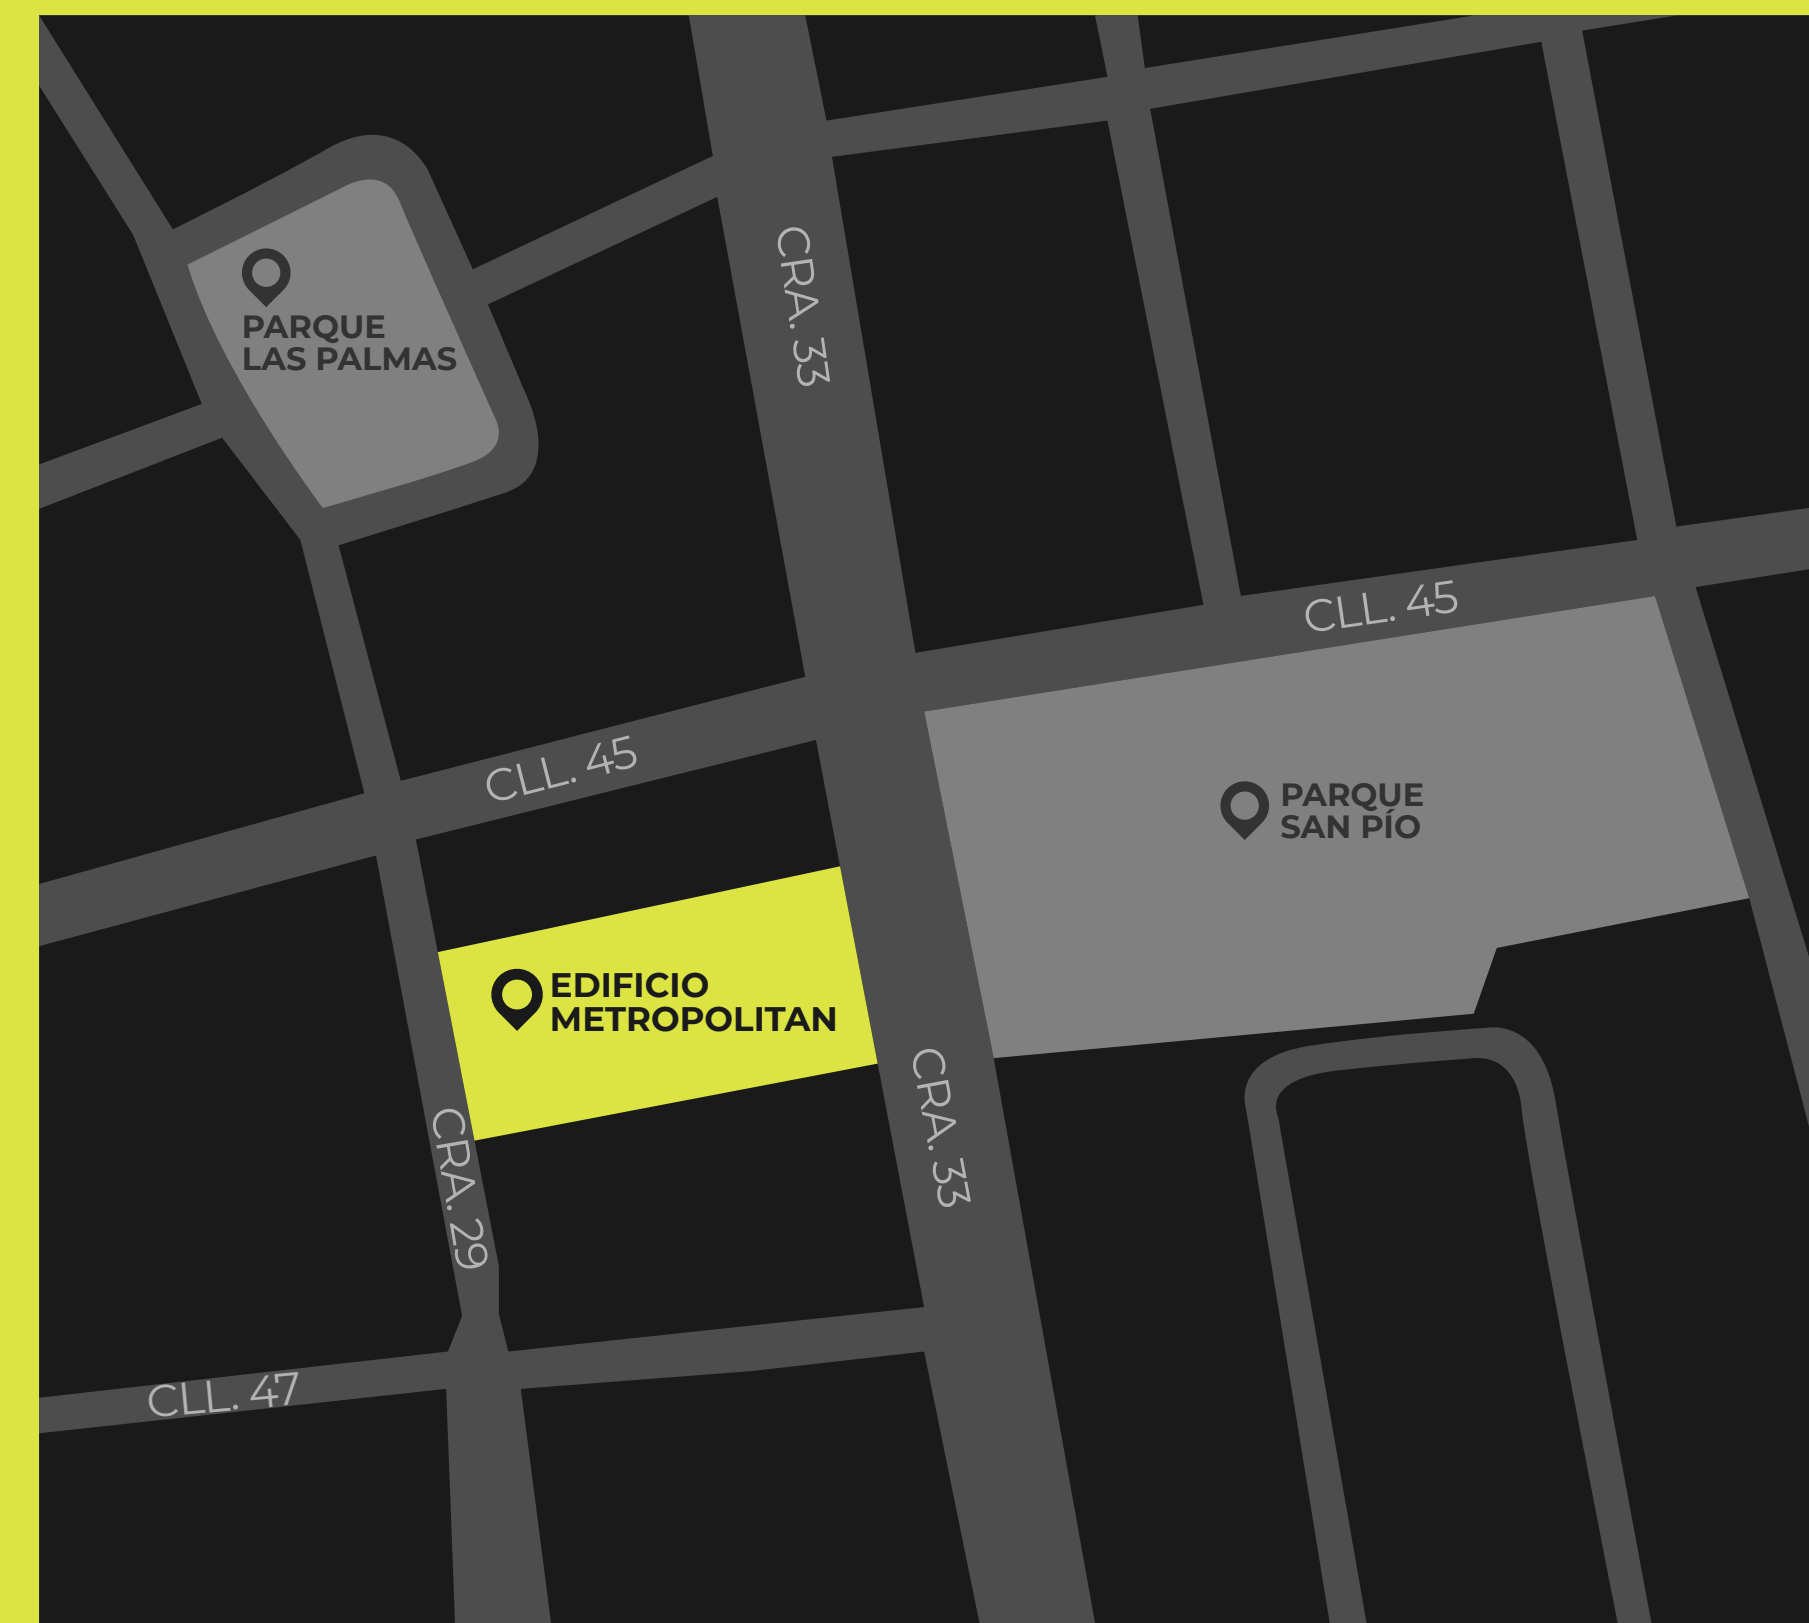 CRA. 33
PARQUE
LAS PALMAS
CLL. 45
CLL. 45
PARQUE
SAN PÍO
EDIFICIO
METROPOLITAN
CRA. 33
CRA. 29
CLL. 47